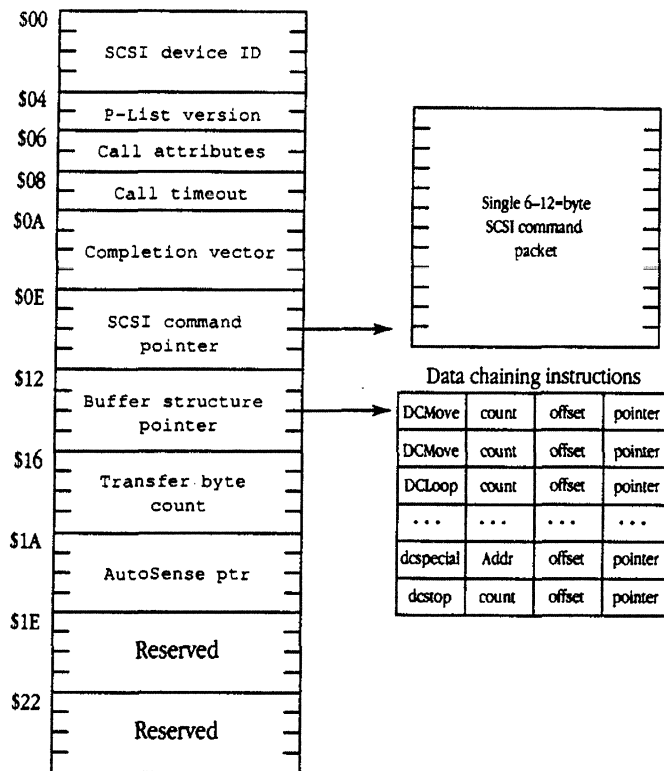 $00
SCSI device ID
$04
P-List version
$06
Call attributes
$08
Call timeout
$0A
Completion vector
$0E
SCSI command
pointer
$12
Buffer structure
pointer
$16
Transfer byte
count
$1A
AutoSense ptr
$1E
Reserved
$22
Reserved
Single 6–12=byte
SCSI command
packet
Data chaining instructions
DCMove count offset pointer
DCMove count offset pointer
DCLoop count offset pointer
... ... ... ...
dcspecial Addr offset pointer
dcstop count offset pointer